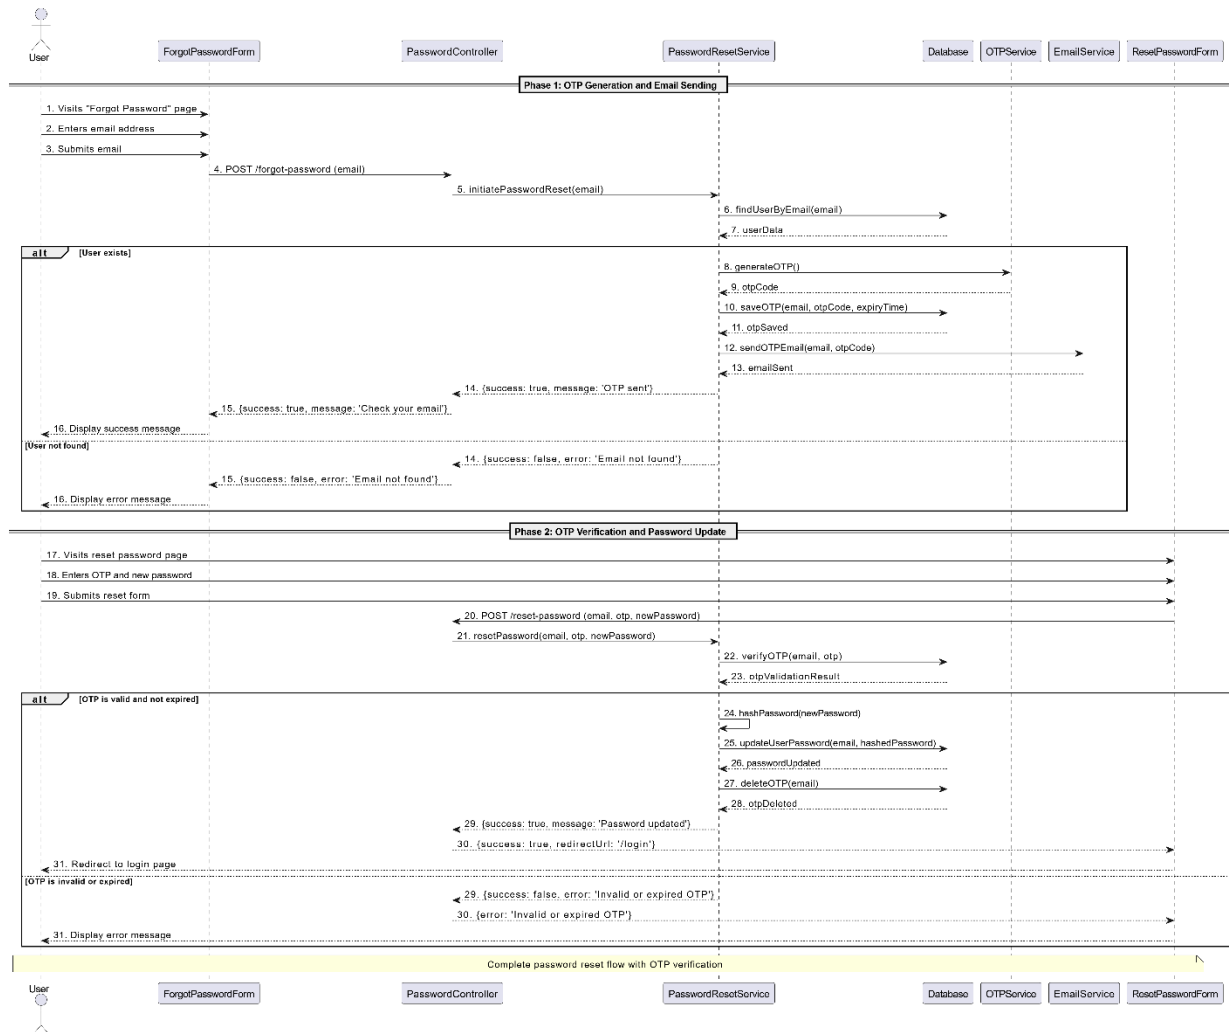 User
ForgotPasswordForm
PasswordController
PasswordResetService
Database
OTPService
EmailService
ResetPasswordForm
Phase 1: OTP Generation and Email Sending
1. Visits "Forgot Password" page
2. Enters email address
3. Submits email
4. POST /forgot-password (email)
5. initiatePasswordReset(email)
6. findUserByEmail(email)
7. userData
alt [User exists]
8. generateOTP()
9. otpCode
10. saveOTP(email, otpCode, expiryTime)
11. otpSaved
12. sendOTPEmail(email, otpCode)
13. emailSent
14. {success: true, message: 'OTP sent'}
15. {success: true, message: 'Check your email'}
16. Display success message
[User not found]
14. {success: false, error: 'Email not found'}
15. {success: false, error: 'Email not found'}
16. Display error message
Phase 2: OTP Verification and Password Update
17. Visits reset password page
18. Enters OTP and new password
19. Submits reset form
20. POST /reset-password (email, otp, newPassword)
21. resetPassword(email, otp, newPassword)
22. verifyOTP(email, otp)
23. otpValidationResult
alt [OTP is valid and not expired]
24. hashPassword(newPassword)
25. updateUserPassword(email, hashedPassword)
26. passwordUpdated
27. deleteOTP(email)
28. otpDeleted
29. {success: true, message: 'Password updated'}
30. {success: true, redirectUrl: '/login'}
31. Redirect to login page
[OTP is invalid or expired]
29. {success: false, error: 'Invalid or expired OTP'}
30. {error: 'Invalid or expired OTP'}
31. Display error message
Complete password reset flow with OTP verification
User
ForgotPasswordForm
PasswordController
PasswordResetService
Database
OTPService
EmailService
ResetPasswordForm